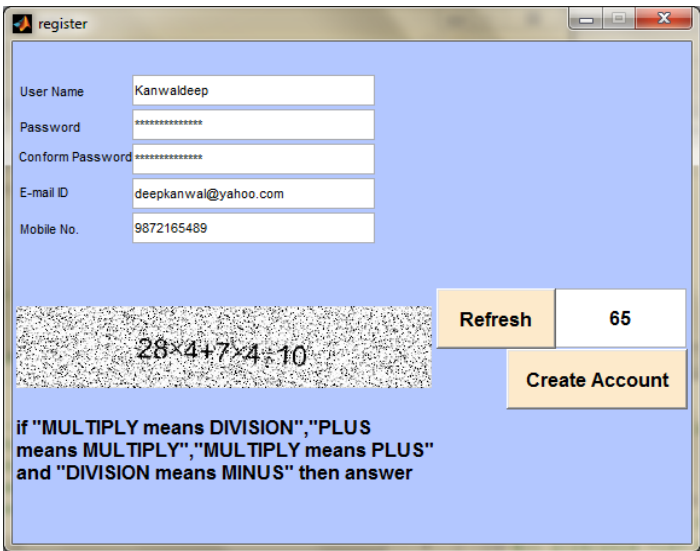 register
User Name
Kanwaldeep
Password
**************
Conform Password
**************
E-mail ID
deepkanwal@yahoo.com
Mobile No.
9872165489
28×4+7×4÷10
Refresh
65
Create Account
if "MULTIPLY means DIVISION","PLUS
means MULTIPLY","MULTIPLY means PLUS"
and "DIVISION means MINUS" then answer